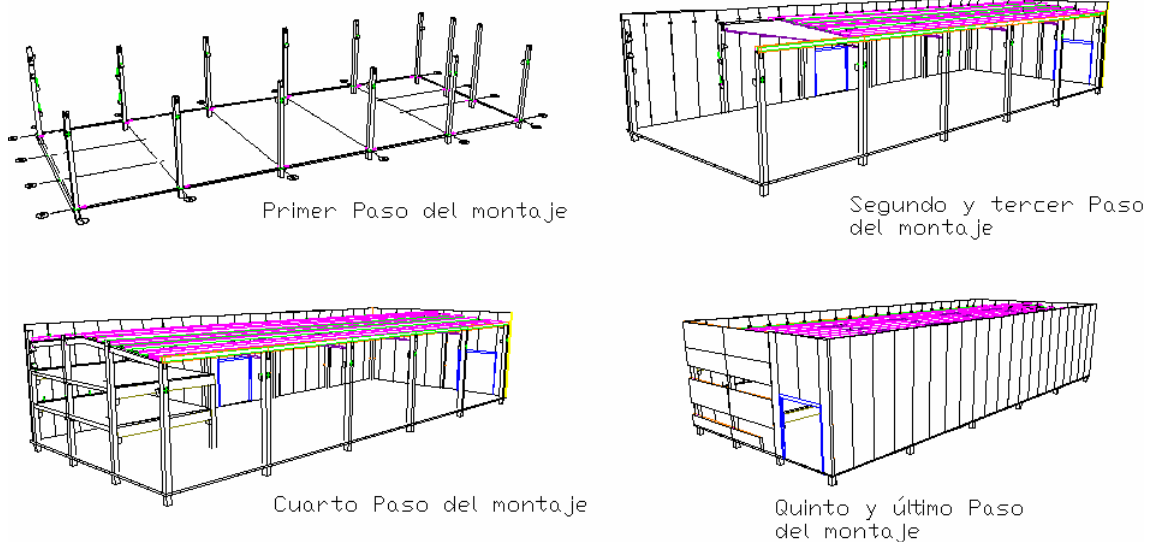 Primer Paso del montaje
Segundo y tercer Paso
del montaje
Cuarto Paso del montaje
Quinto y último Paso
del montaje